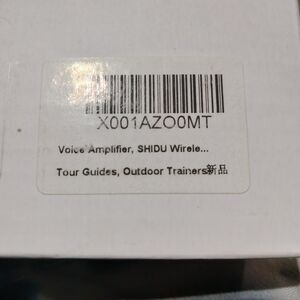 X001AZO0MT
Voice Amplifier, SHIDU Wirele...
Tour Guides, Outdoor Trainers新品